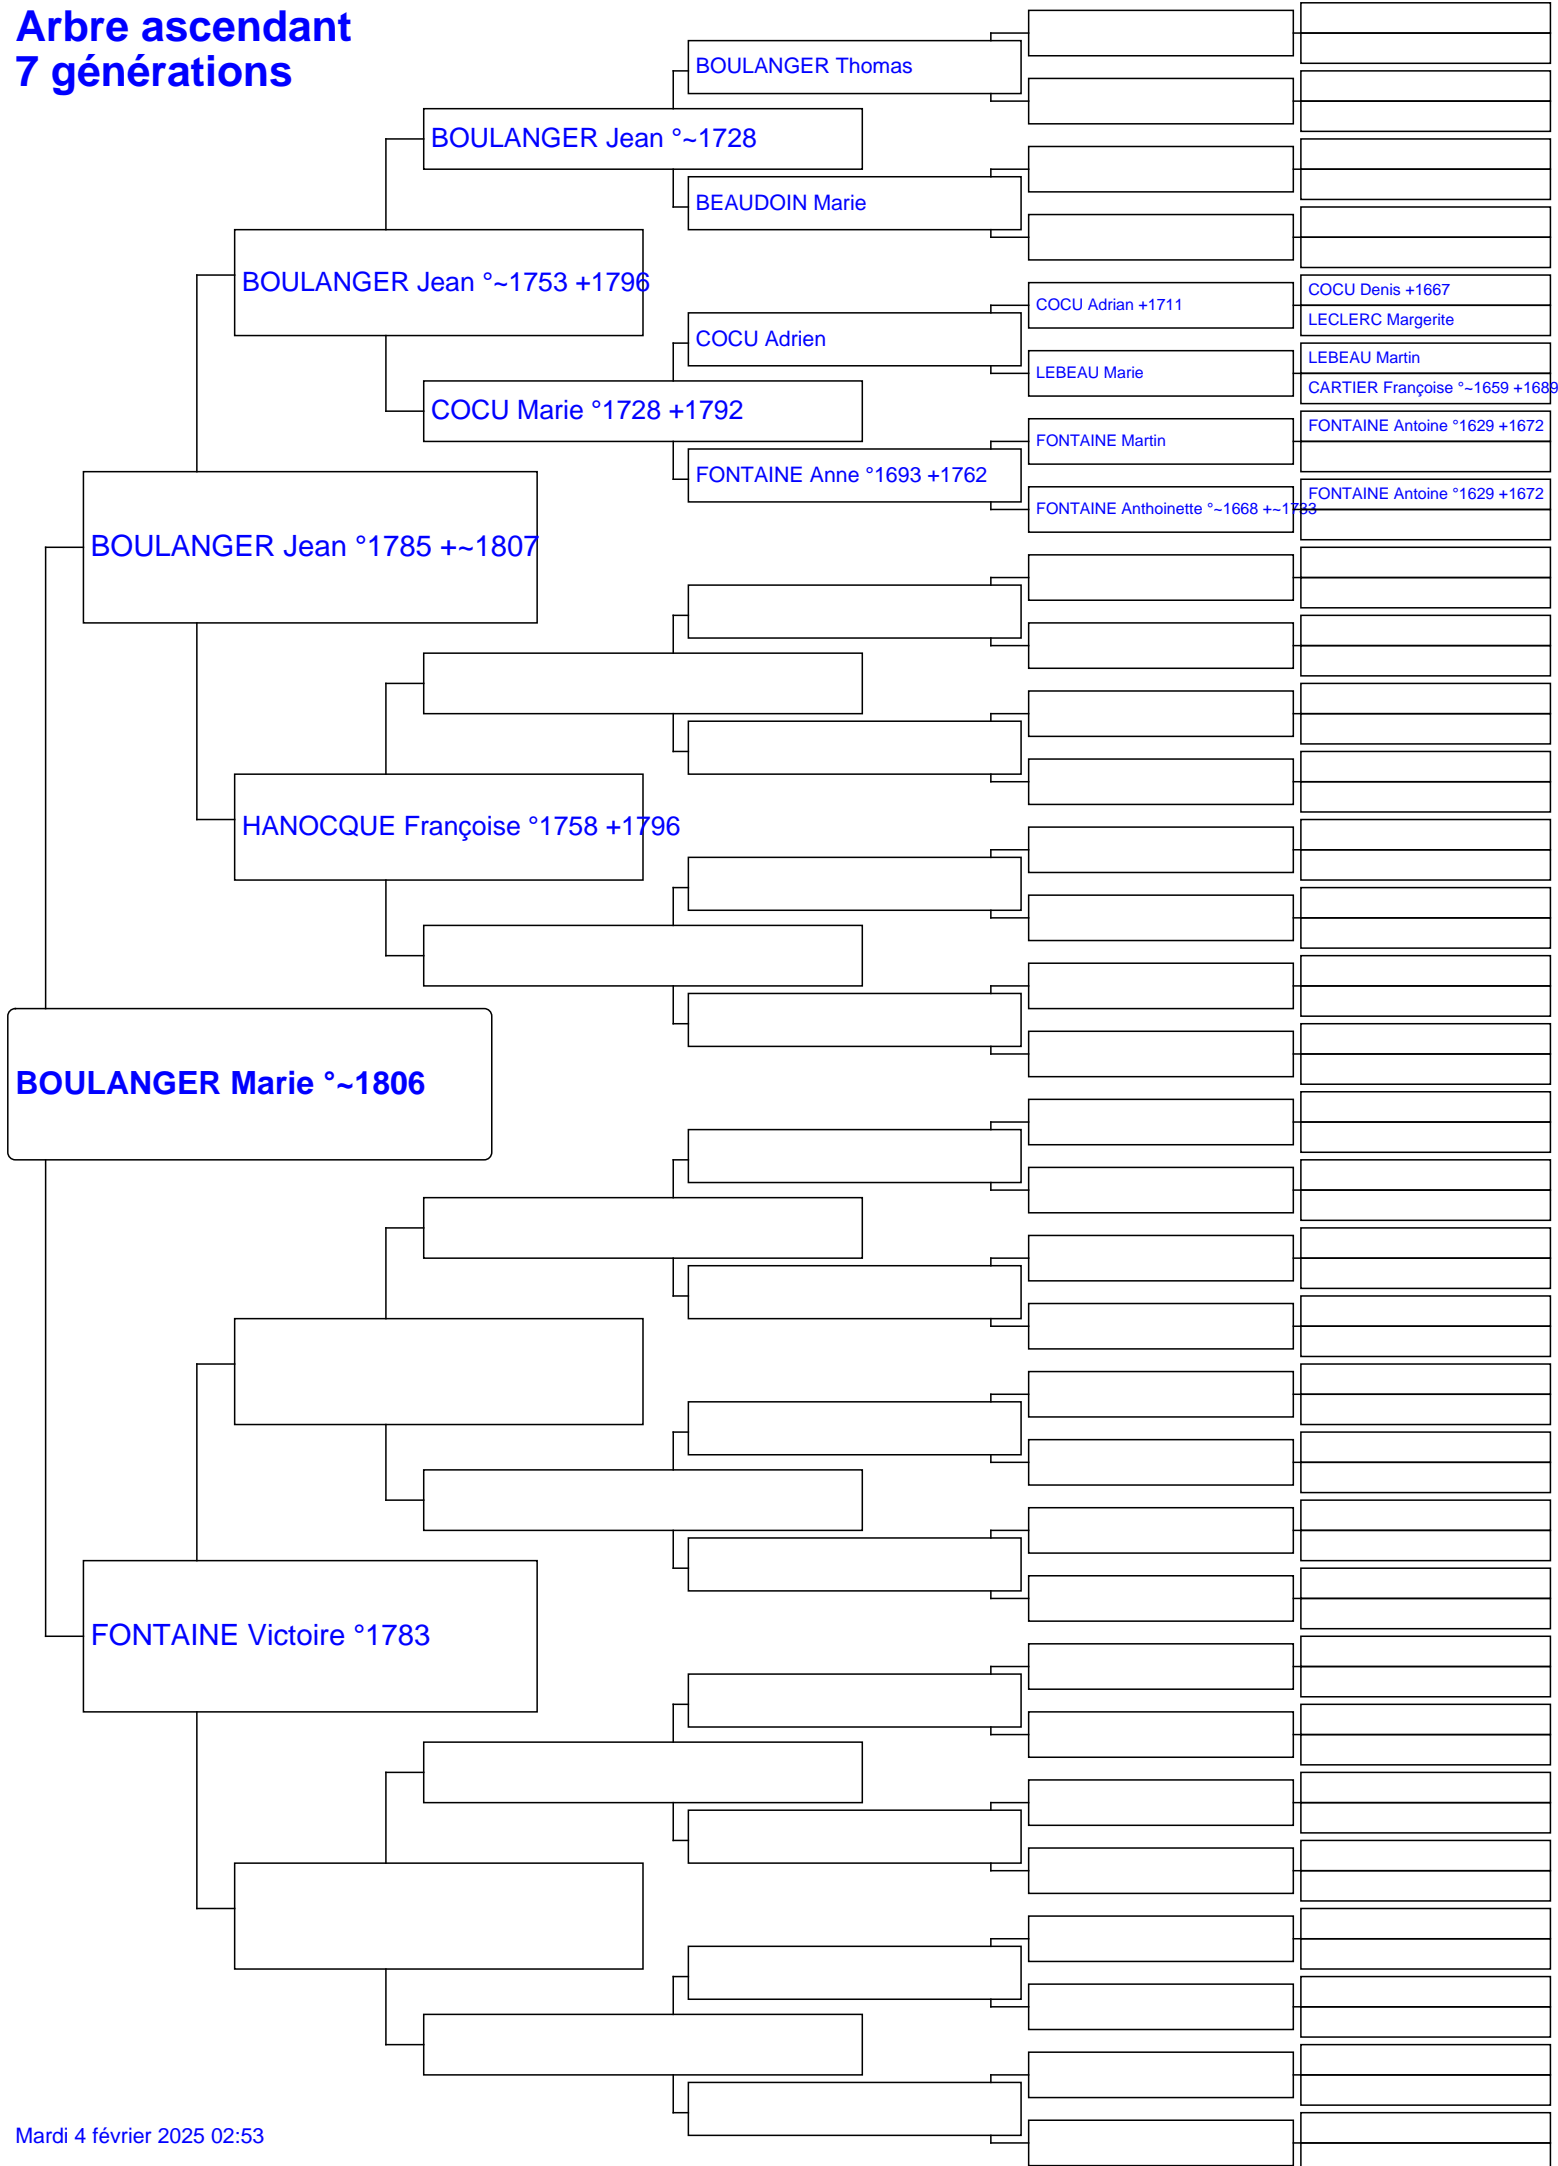 Arbre ascendant
7 générations
BOULANGER Thomas
BOULANGER Jean °~1728
BEAUDOIN Marie
BOULANGER Jean °~1753 +1796
COCU Denis +1667
COCU Adrian +1711
LECLERC Margerite
COCU Adrien
LEBEAU Martin
LEBEAU Marie
CARTIER Françoise °~1659 +1689
COCU Marie °1728 +1792
FONTAINE Antoine °1629 +1672
FONTAINE Martin
FONTAINE Anne °1693 +1762
FONTAINE Antoine °1629 +1672
FONTAINE Anthoinette °~1668 +~1733
BOULANGER Jean °1785 +~1807
HANOCQUE Françoise °1758 +1796
BOULANGER Marie °~1806
FONTAINE Victoire °1783
Mardi 4 février 2025 02:53